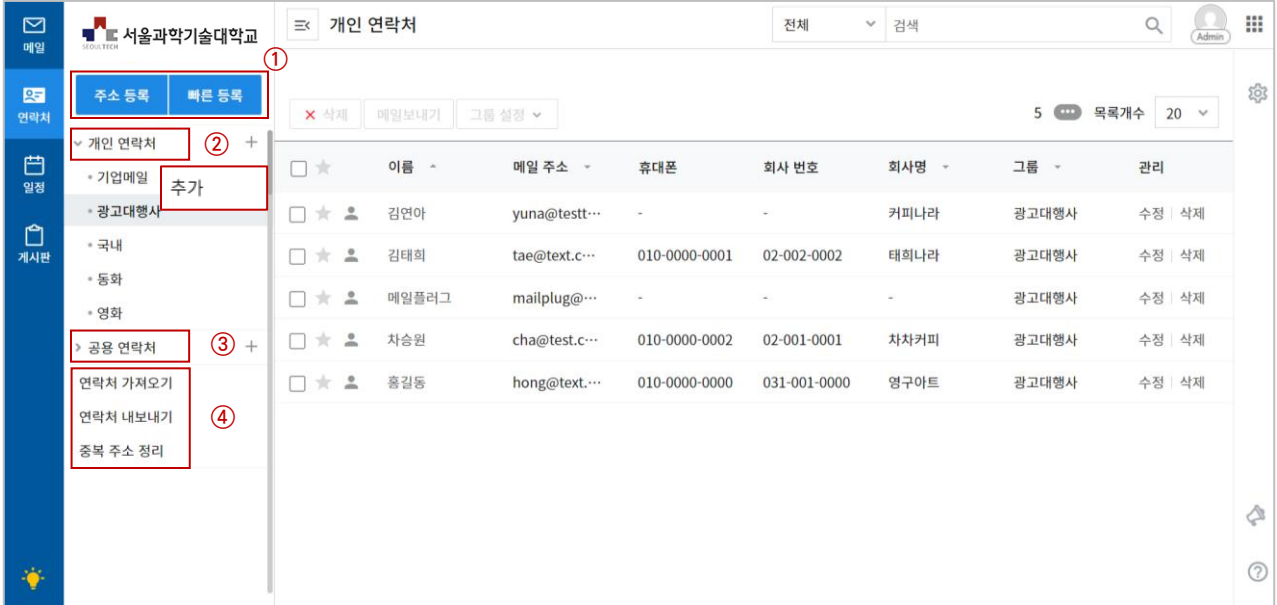 메일
연락처
일정
게시판
SEOULTECH 서울과학기술대학교
①
주소 등록 빠른 등록
개인 연락처 ② +
기업메일
추가
광고대행사
국내
동화
영화
공용 연락처 ③ +
연락처 가져오기
연락처 내보내기
④
중복 주소 정리
개인 연락처 전체 검색 Admin
삭제 메일보내기 그룹 설정 5 목록개수 20
이름 메일 주소 휴대폰 회사 번호 회사명 그룹 관리
김연아 yuna@testt··· - - 커피나라 광고대행사 수정 삭제
김태희 tae@text.c··· 010-0000-0001 02-002-0002 태희나라 광고대행사 수정 삭제
메일플러그 mailplug@··· - - - 광고대행사 수정 삭제
차승원 cha@test.c··· 010-0000-0002 02-001-0001 차차커피 광고대행사 수정 삭제
홍길동 hong@text.··· 010-0000-0000 031-001-0000 영구아트 광고대행사 수정 삭제